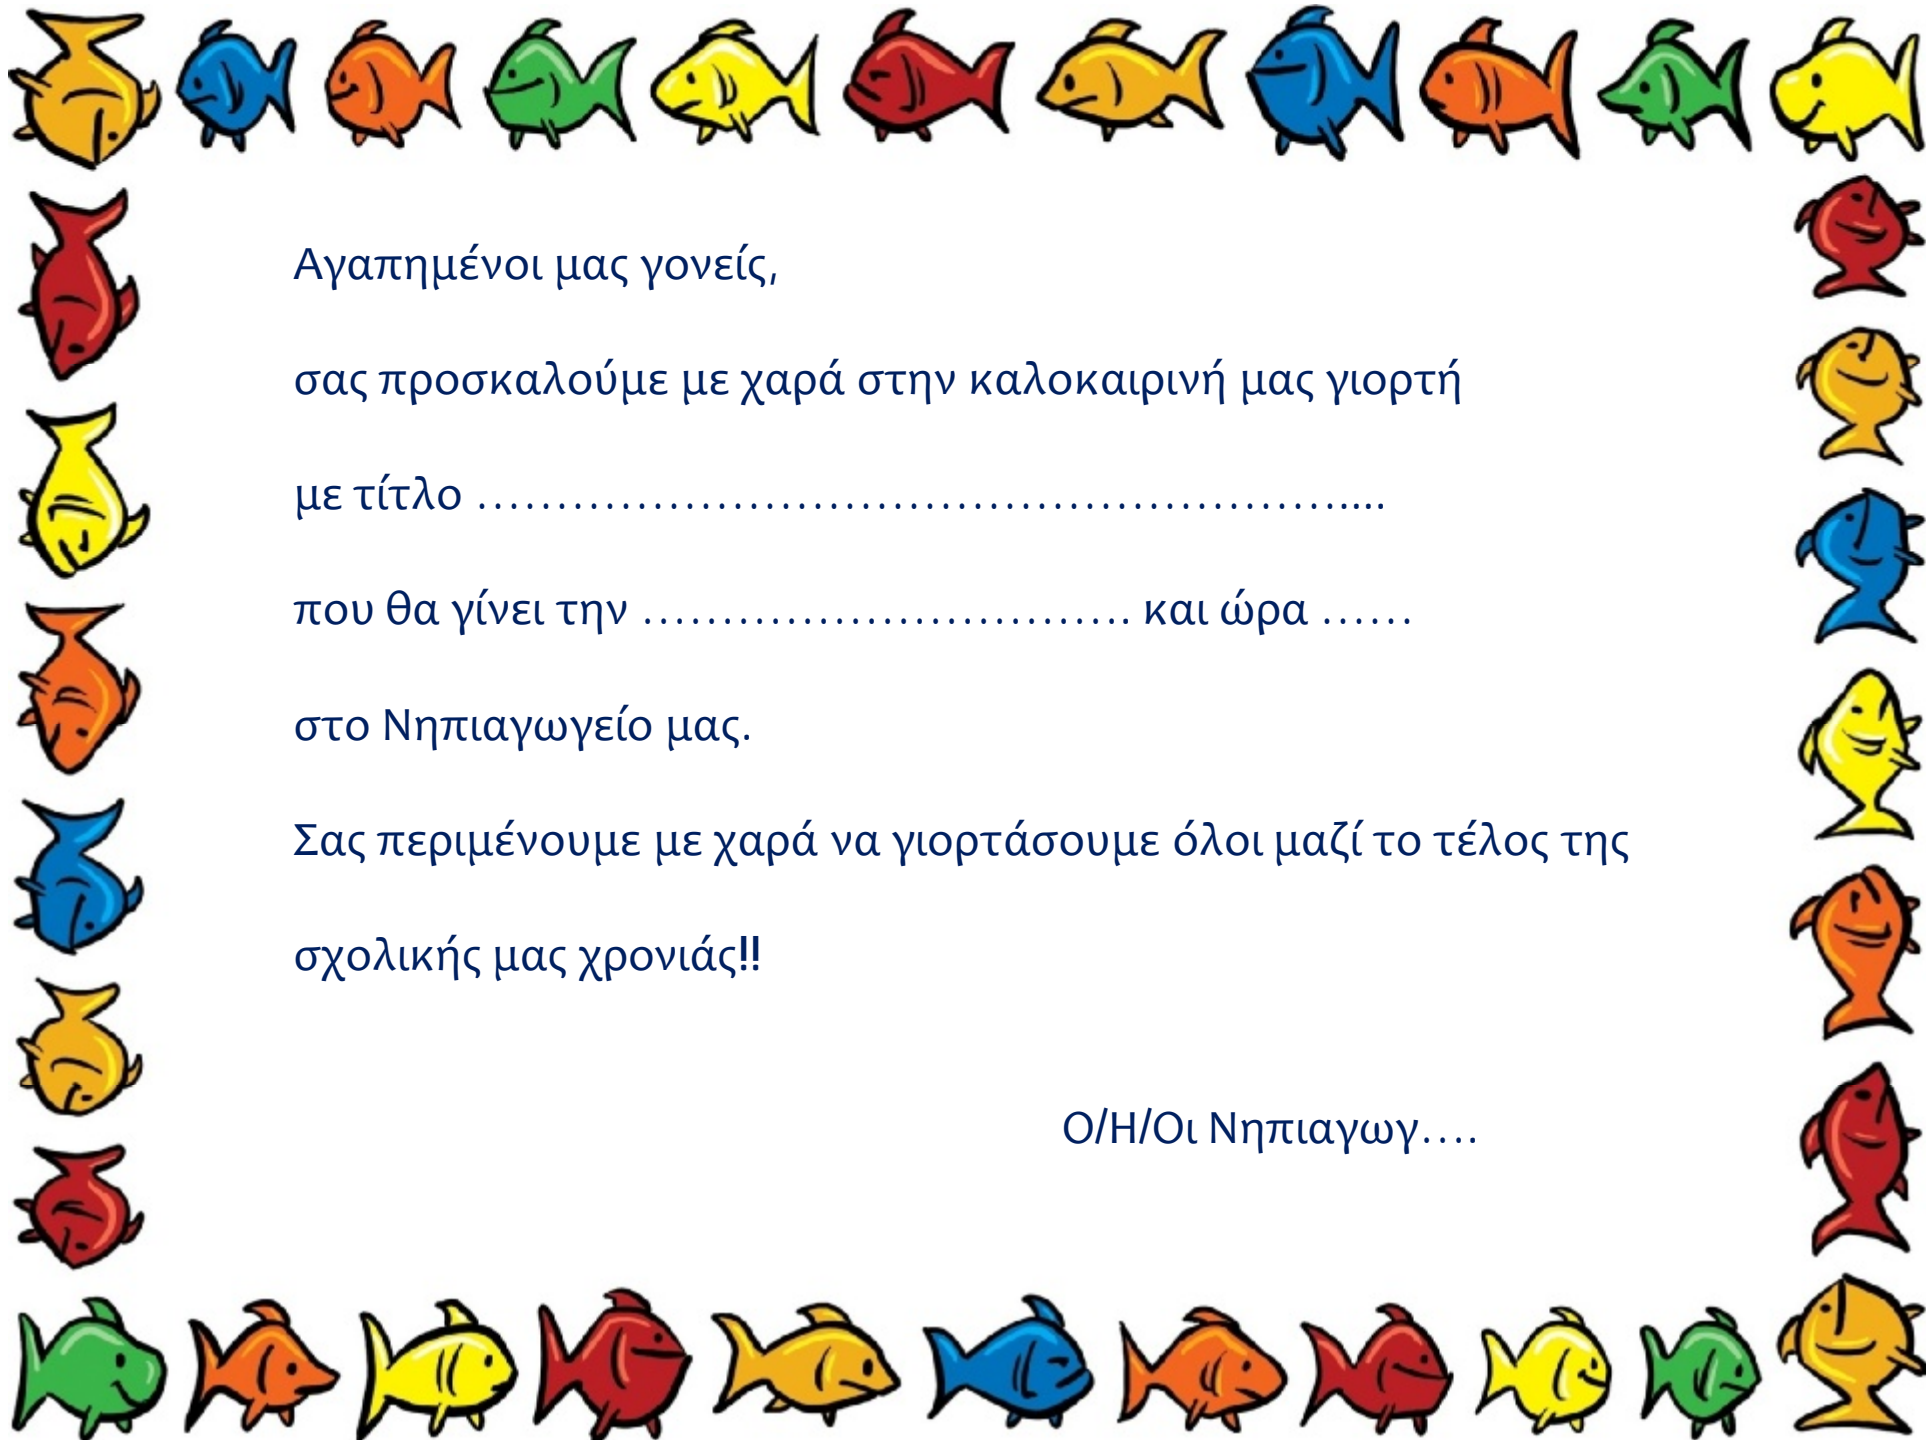 Αγαπημένοι μας γονείς,
σας προσκαλούμε με χαρά στην καλοκαιρινή μας γιορτή
με τίτλο …………………………………………………....
που θα γίνει την …………………………. και ώρα ……
στο Νηπιαγωγείο μας.
Σας περιμένουμε με χαρά να γιορτάσουμε όλοι μαζί το τέλος της
σχολικής μας χρονιάς!!
Ο/Η/Οι Νηπιαγωγ….